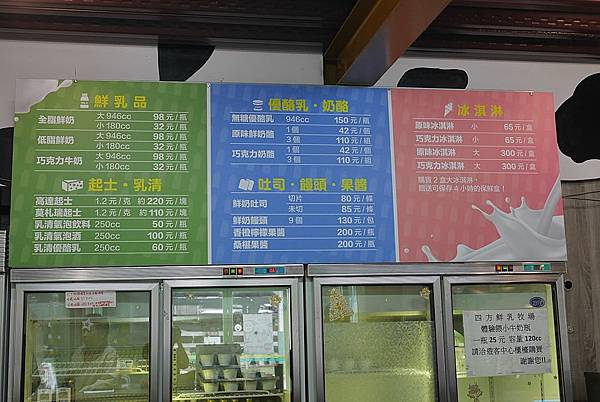 鮮乳品
全脂鮮奶 大 946cc 98 元 / 瓶
小 180cc 32 元 / 瓶
低脂鮮奶 大 946cc 98 元 / 瓶
小 180cc 32 元 / 瓶
巧克力牛奶 大 946cc 98 元 / 瓶
小 180cc 32 元 / 瓶
起士・乳清
高達起士 1.2 元 / 克 約 220 元 / 塊
莫札瑞起士 1.2 元 / 克 約 110 元 / 塊
乳清氣泡飲料 250cc 50 元 / 瓶
乳清氣泡酒 250cc 100 元 / 瓶
乳清優酪乳 250cc 60 元 / 瓶
優酪乳・奶酪
無糖優酪乳 946cc 150 元 / 瓶
原味鮮奶酪 1 個 42 元 / 個
3 個 110 元 / 組
巧克力奶酪 1 個 42 元 / 個
3 個 110 元 / 組
吐司・饅頭・果醬
鮮奶吐司 切片 80 元 / 條
未切 85 元 / 條
鮮奶饅頭 9 個 130 元 / 包
香橙檸檬果醬 200 元 / 瓶
桑椹果醬 200 元 / 瓶
冰淇淋
原味冰淇淋 小 65 元 / 盒
巧克力冰淇淋 小 65 元 / 盒
原味冰淇淋 大 300 元 / 盒
巧克力冰淇淋 大 300 元 / 盒
購買 2 盒大冰淇淋,
贈送可保存 4 小時的保鮮盒!
四方鮮乳牧場
體驗餵小牛奶瓶
一瓶 25 元 容量 120cc
請洽遊客中心櫃檯購買
謝謝您!!